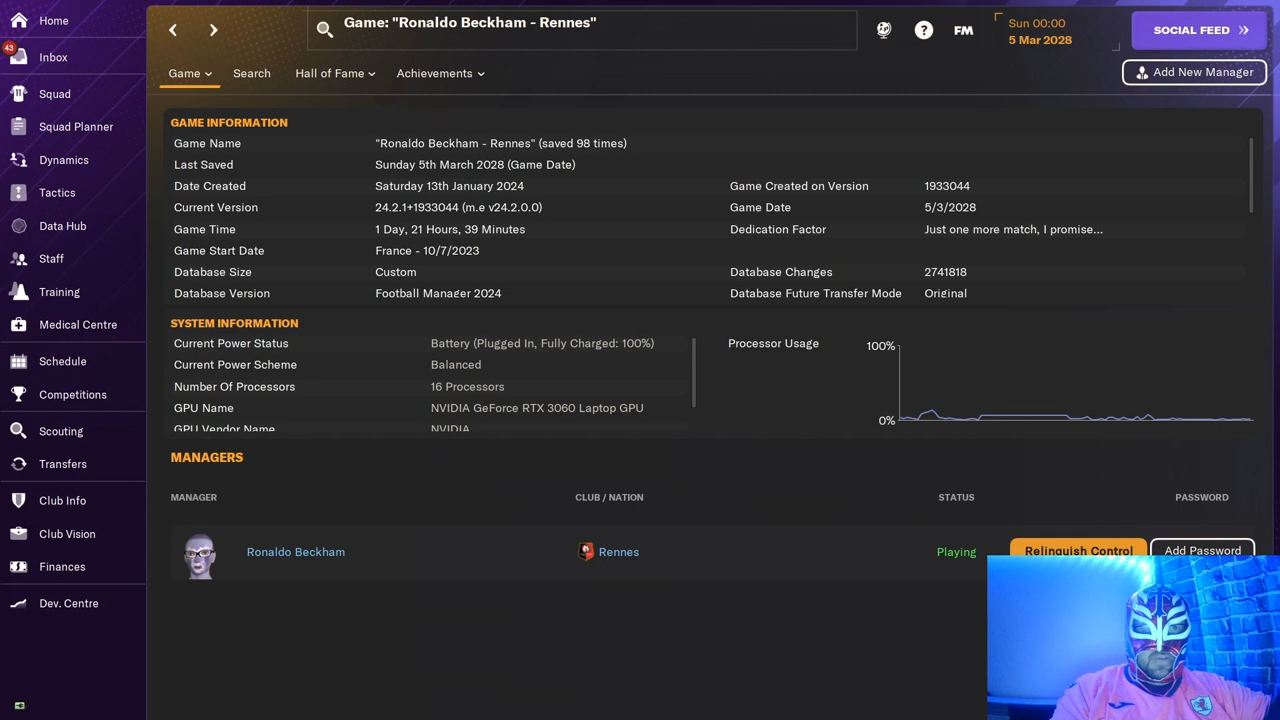 Home
43
Inbox
Squad
Squad Planner
Dynamics
Tactics
Data Hub
Staff
Training
Medical Centre
Schedule
Competitions
Scouting
Transfers
Club Info
Club Vision
Finances
Dev. Centre
Game: "Ronaldo Beckham - Rennes"
?
FM
Sun 00:00
5 Mar 2028
SOCIAL FEED
Game
Search
Hall of Fame
Achievements
Add New Manager
GAME INFORMATION
Game Name "Ronaldo Beckham - Rennes" (saved 98 times)
Last Saved Sunday 5th March 2028 (Game Date)
Date Created Saturday 13th January 2024 Game Created on Version 1933044
Current Version 24.2.1+1933044 (m.e v24.2.0.0) Game Date 5/3/2028
Game Time 1 Day, 21 Hours, 39 Minutes Dedication Factor Just one more match, I promise...
Game Start Date France - 10/7/2023
Database Size Custom Database Changes 2741818
Database Version Football Manager 2024 Database Future Transfer Mode Original
SYSTEM INFORMATION
Current Power Status Battery (Plugged In, Fully Charged: 100%)
Current Power Scheme Balanced
Number Of Processors 16 Processors
GPU Name NVIDIA GeForce RTX 3060 Laptop GPU
GPU Vendor Name NVIDIA
Processor Usage 100%
0%
MANAGERS
MANAGER CLUB / NATION STATUS PASSWORD
Ronaldo Beckham Rennes Playing Relinquish Control Add Password